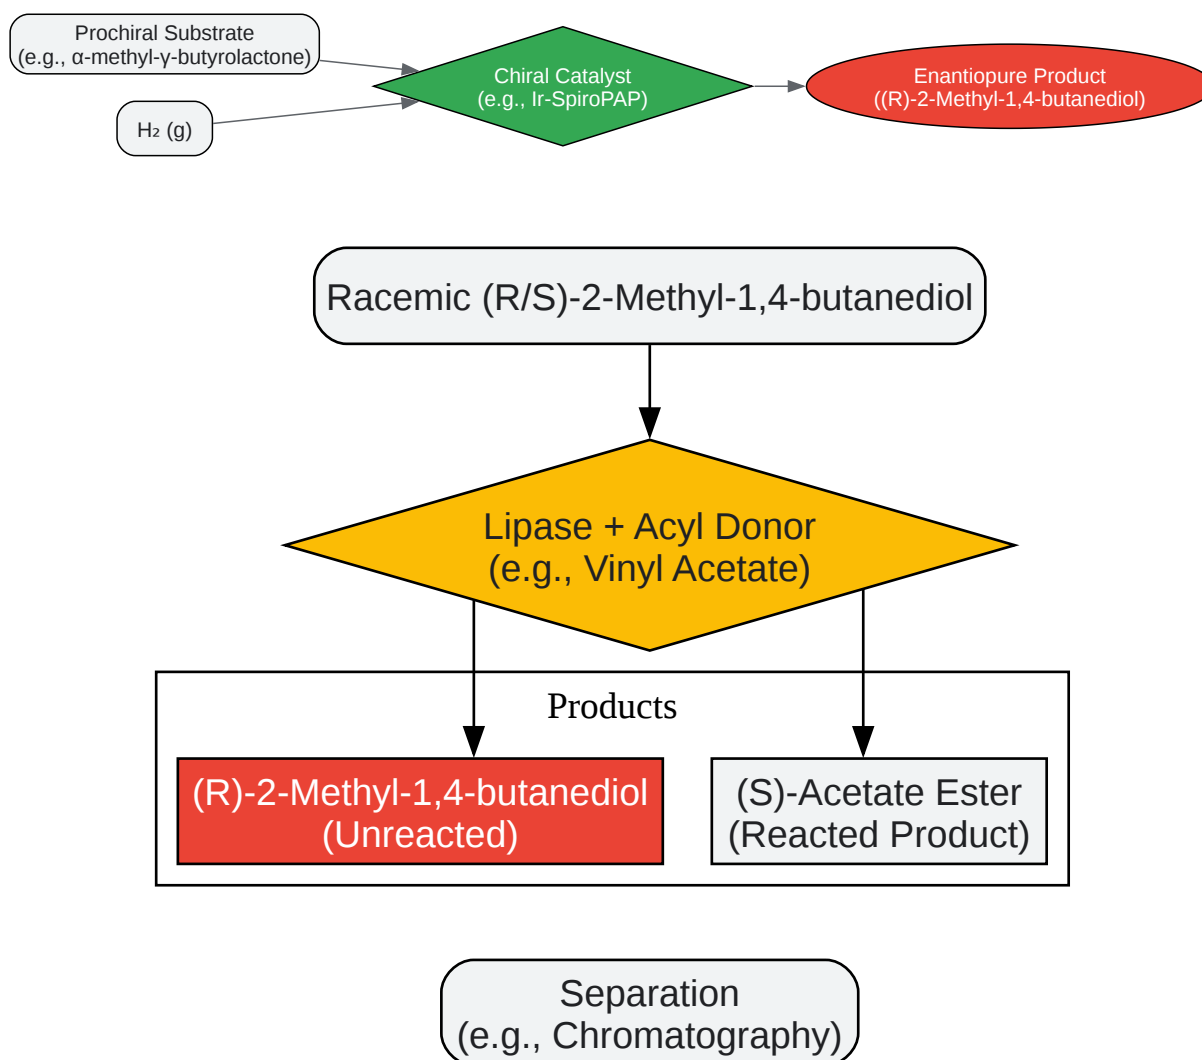 Prochiral Substrate
(e.g., α-methyl-γ-butyrolactone)
H₂ (g)
Chiral Catalyst
(e.g., Ir-SpiroPAP)
Enantiopure Product
((R)-2-Methyl-1,4-butanediol)
Racemic (R/S)-2-Methyl-1,4-butanediol
Lipase + Acyl Donor
(e.g., Vinyl Acetate)
Products
(R)-2-Methyl-1,4-butanediol
(Unreacted)
(S)-Acetate Ester
(Reacted Product)
Separation
(e.g., Chromatography)